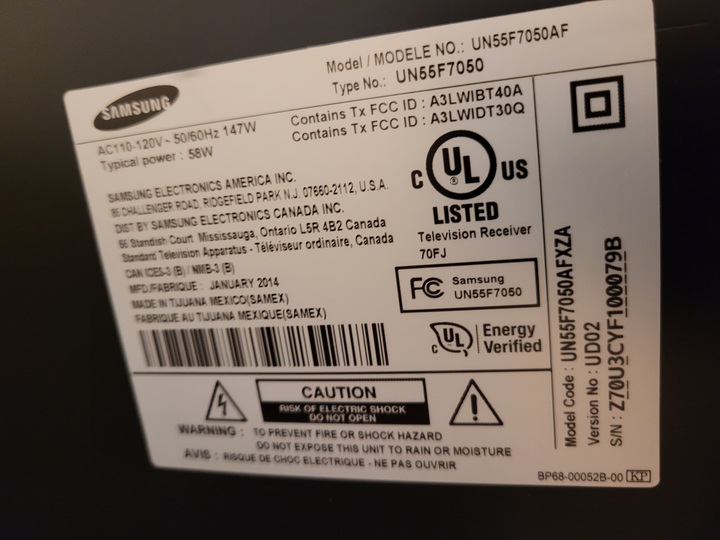 Model / MODELE NO.: UN55F7050AF
Type No.: UN55F7050
SAMSUNG
AC110-120V~ 50/60Hz 147W
Typical power : 58W
Contains Tx FCC ID : A3LWIBT40A
Contains Tx FCC ID : A3LWIDT30Q
SAMSUNG ELECTRONICS AMERICA INC.
85 CHALLENGER ROAD, RIDGEFIELD PARK N.J. 07660-2112, U.S.A.
DIST BY SAMSUNG ELECTRONICS CANADA INC.
55 Standish Court Mississauga, Ontario L5R 4B2 Canada
Standard Television Apparatus - Téléviseur ordinaire, Canada
CAN ICES-3 (B) / NMB-3 (B)
MFD/FABRIQUE : JANUARY 2014
MADE IN TIJUANA MEXICO(SAMEX)
FABRIQUE AU TIJUANA MEXIQUE(SAMEX)
C UL ® US
LISTED
Television Receiver
70FJ
FC Samsung
UN55F7050
C UL Energy
Verified
CAUTION
RISK OF ELECTRIC SHOCK
DO NOT OPEN
WARNING : TO PREVENT FIRE OR SHOCK HAZARD
DO NOT EXPOSE THIS UNIT TO RAIN OR MOISTURE
AVIS : RISQUE DE CHOC ELECTRIQUE - NE PAS OUVRIR
Model Code : UN55F7050AFXZA
Version No : UD02
S/N : Z70U3CYF100079B
BP68-00052B-00 KP